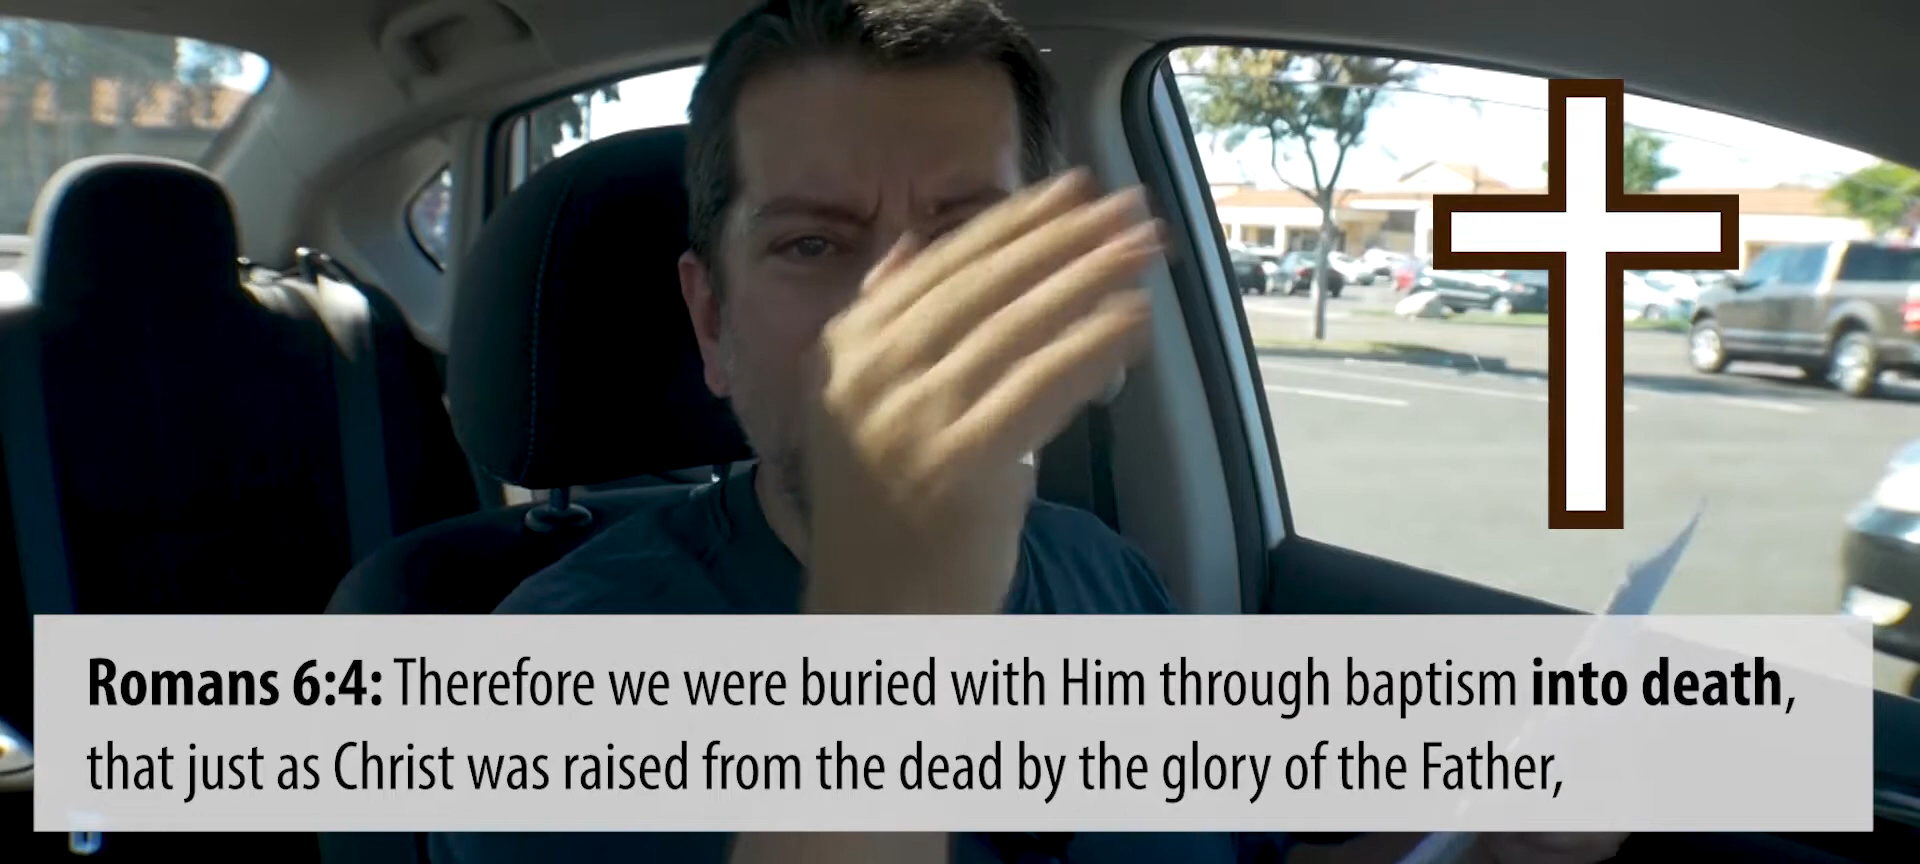 Romans 6:4: Therefore we were buried with Him through baptism into death,
that just as Christ was raised from the dead by the glory of the Father,